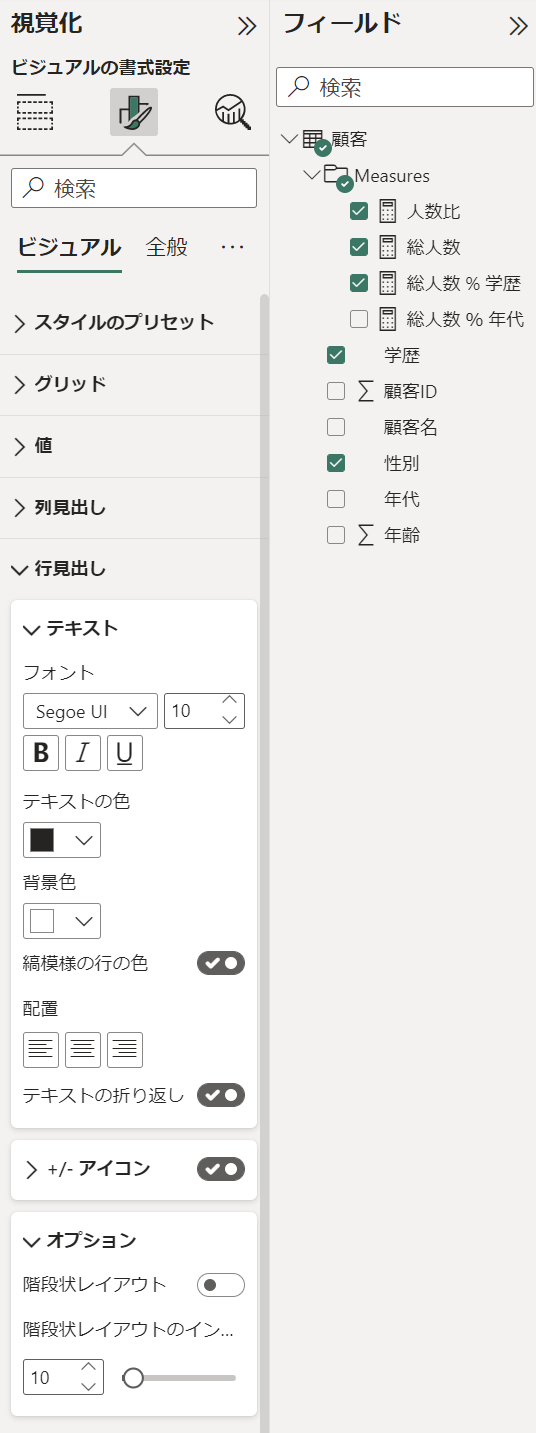 視覚化
ビジュアルの書式設定
検索
ビジュアル 全般 ...
スタイルのプリセット
グリッド
値
列見出し
行見出し
テキスト
フォント
Segoe UI 10
B I U
テキストの色
背景色
縞模様の行の色
配置
テキストの折り返し
+/- アイコン
オプション
階段状レイアウト
階段状レイアウトのイン...
10
フィールド
検索
顧客
Measures
人数比
総人数
総人数 % 学歴
総人数 % 年代
学歴
∑ 顧客ID
顧客名
性別
年代
∑ 年齢